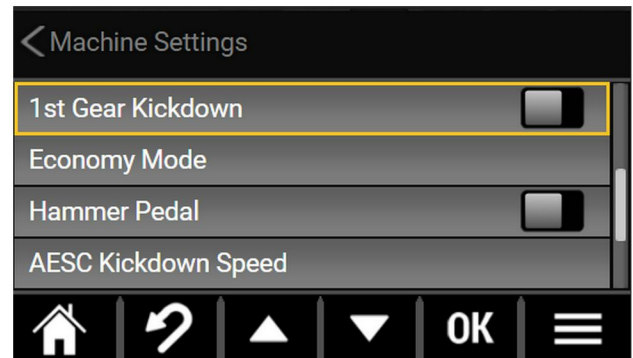 Machine Settings
1st Gear Kickdown
Economy Mode
Hammer Pedal
AESC Kickdown Speed
OK